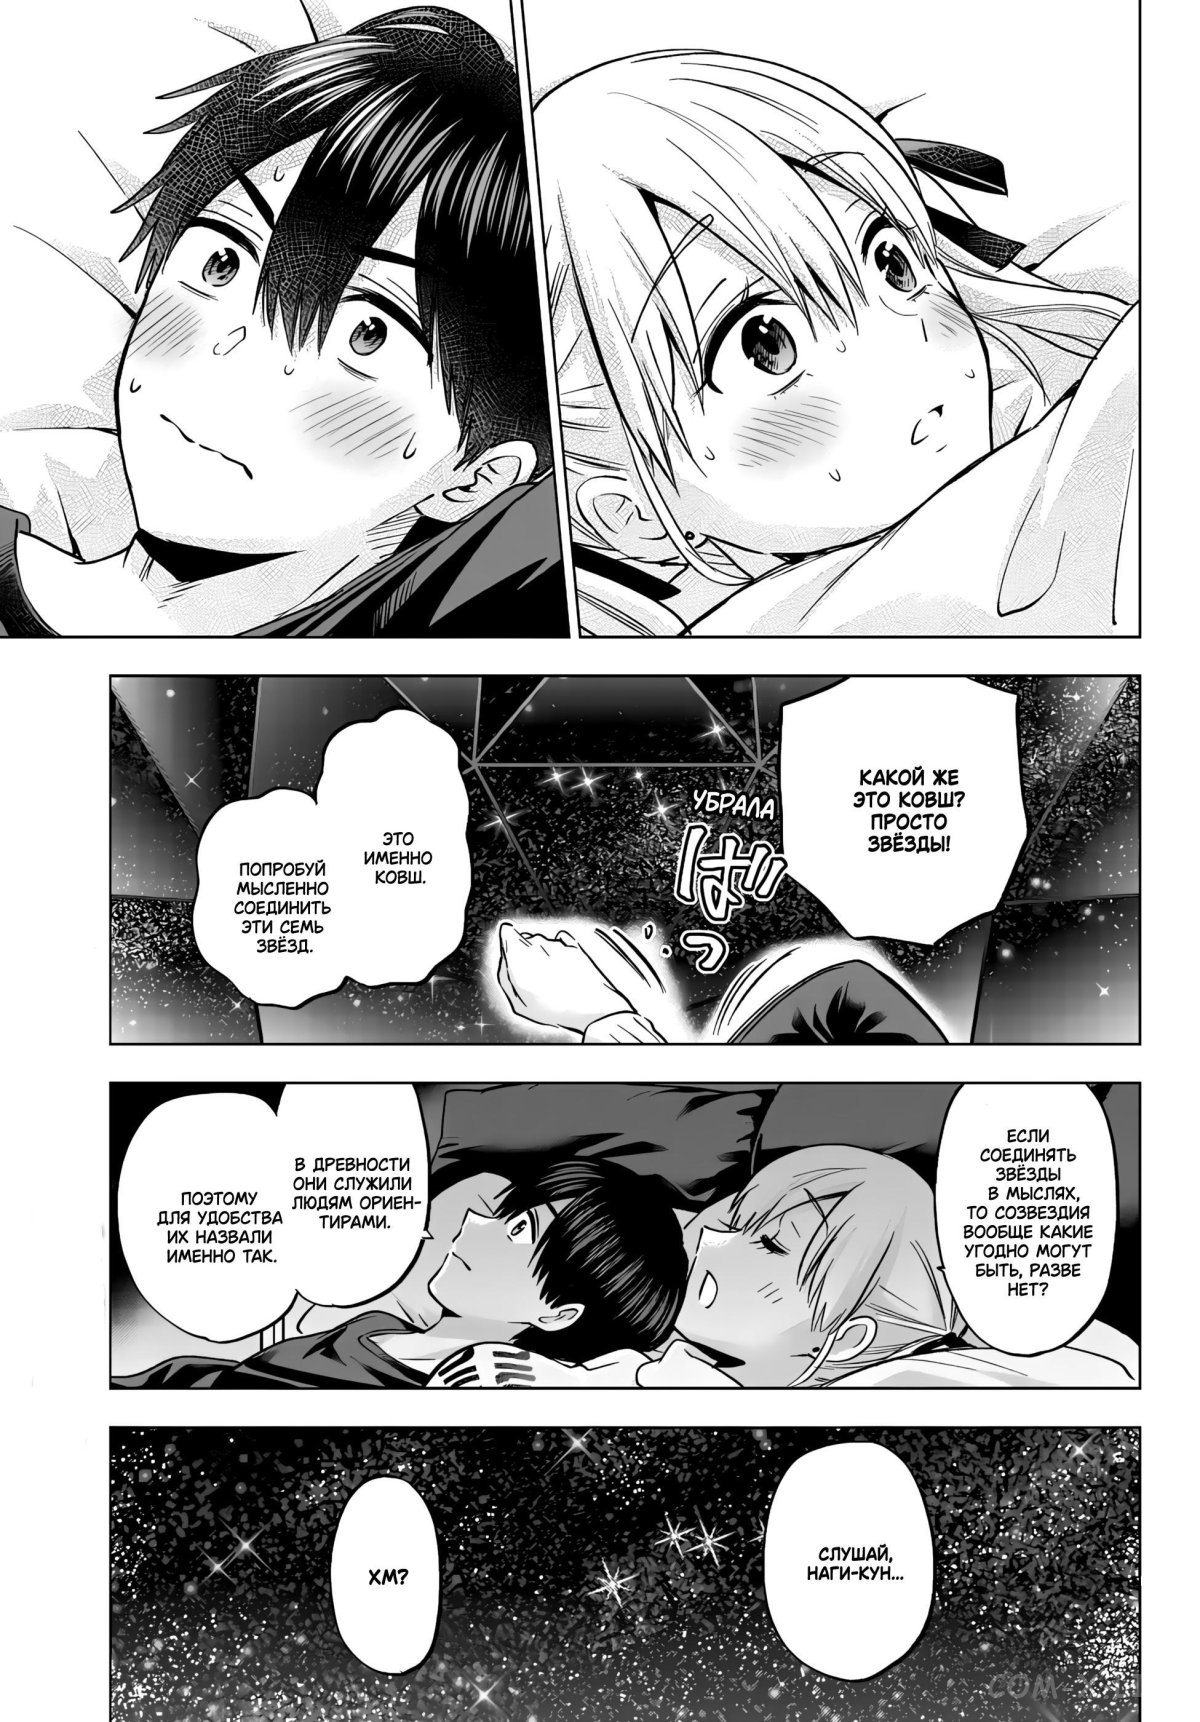 КАКОЙ ЖЕ
ЭТО КОВШ?
ПРОСТО
ЗВЁЗДЫ!
УБРАЛА
ばっ
ЭТО
ИМЕННО
КОВШ.
ПОПРОБУЙ
МЫСЛЕННО
СОЕДИНИТЬ
ЭТИ СЕМЬ
ЗВЁЗД.
ЕСЛИ
СОЕДИНЯТЬ
ЗВЁЗДЫ
В МЫСЛЯХ,
ТО СОЗВЕЗДИЯ
ВООБЩЕ КАКИЕ
УГОДНО МОГУТ
БЫТЬ, РАЗВЕ
НЕТ?
В ДРЕВНОСТИ
ОНИ СЛУЖИЛИ
ЛЮДЯМ ОРИЕН-
ТИРАМИ.
ПОЭТОМУ
ДЛЯ УДОБСТВА
ИХ НАЗВАЛИ
ИМЕННО ТАК.
СЛУШАЙ,
НАГИ-КУН...
ХМ?